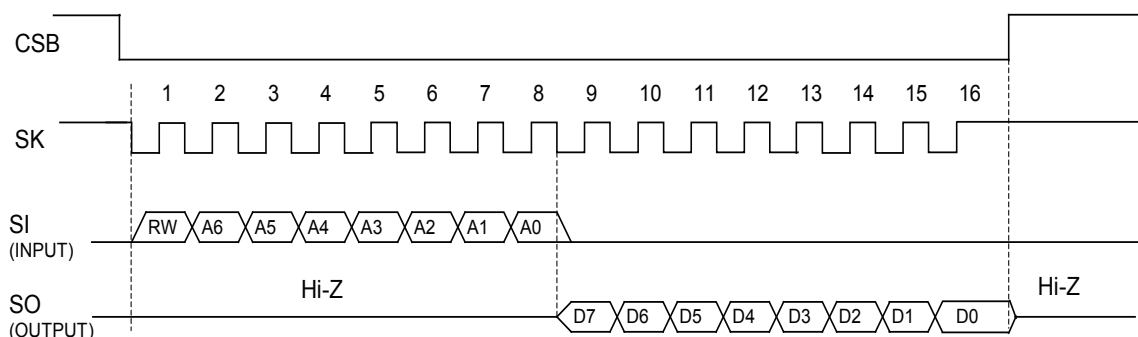 CSB
1 2 3 4 5 6 7 8 9 10 11 12 13 14 15 16
SK
SI
RW A6 A5 A4 A3 A2 A1 A0
(INPUT)
Hi-Z Hi-Z
SO
D7 D6 D5 D4 D3 D2 D1 D0
(OUTPUT)